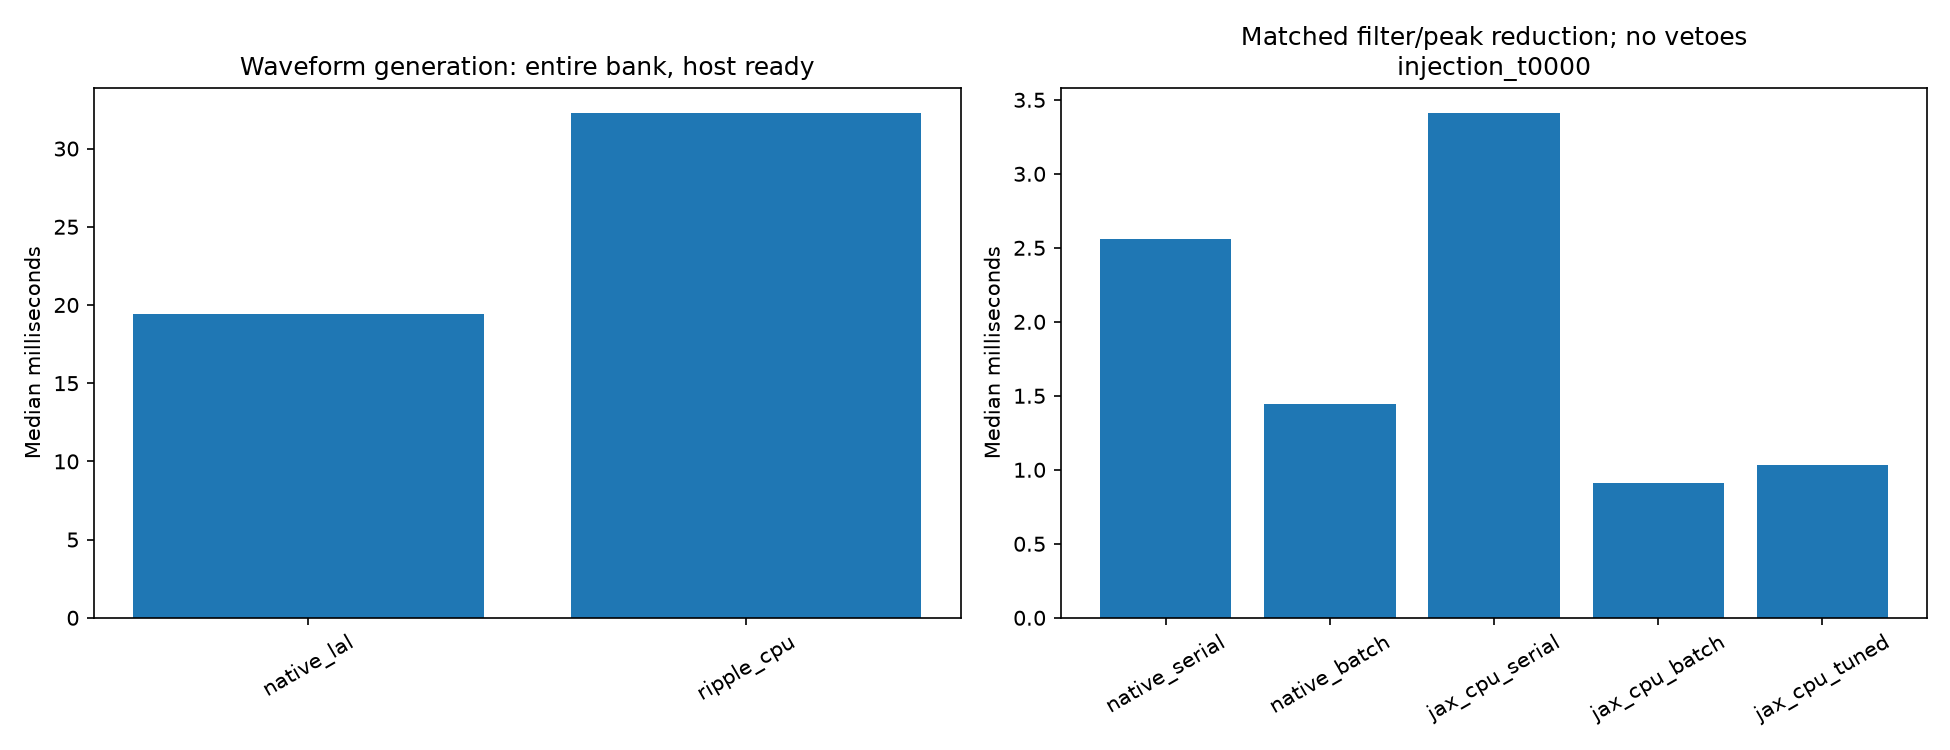 Waveform generation: entire bank, host ready
Median milliseconds
30
25
20
15
10
5
0
native_lal
ripple_cpu
Matched filter/peak reduction; no vetoes
injection_t0000
Median milliseconds
3.5
3.0
2.5
2.0
1.5
1.0
0.5
0.0
native_serial
native_batch
jax_cpu_serial
jax_cpu_batch
jax_cpu_tuned